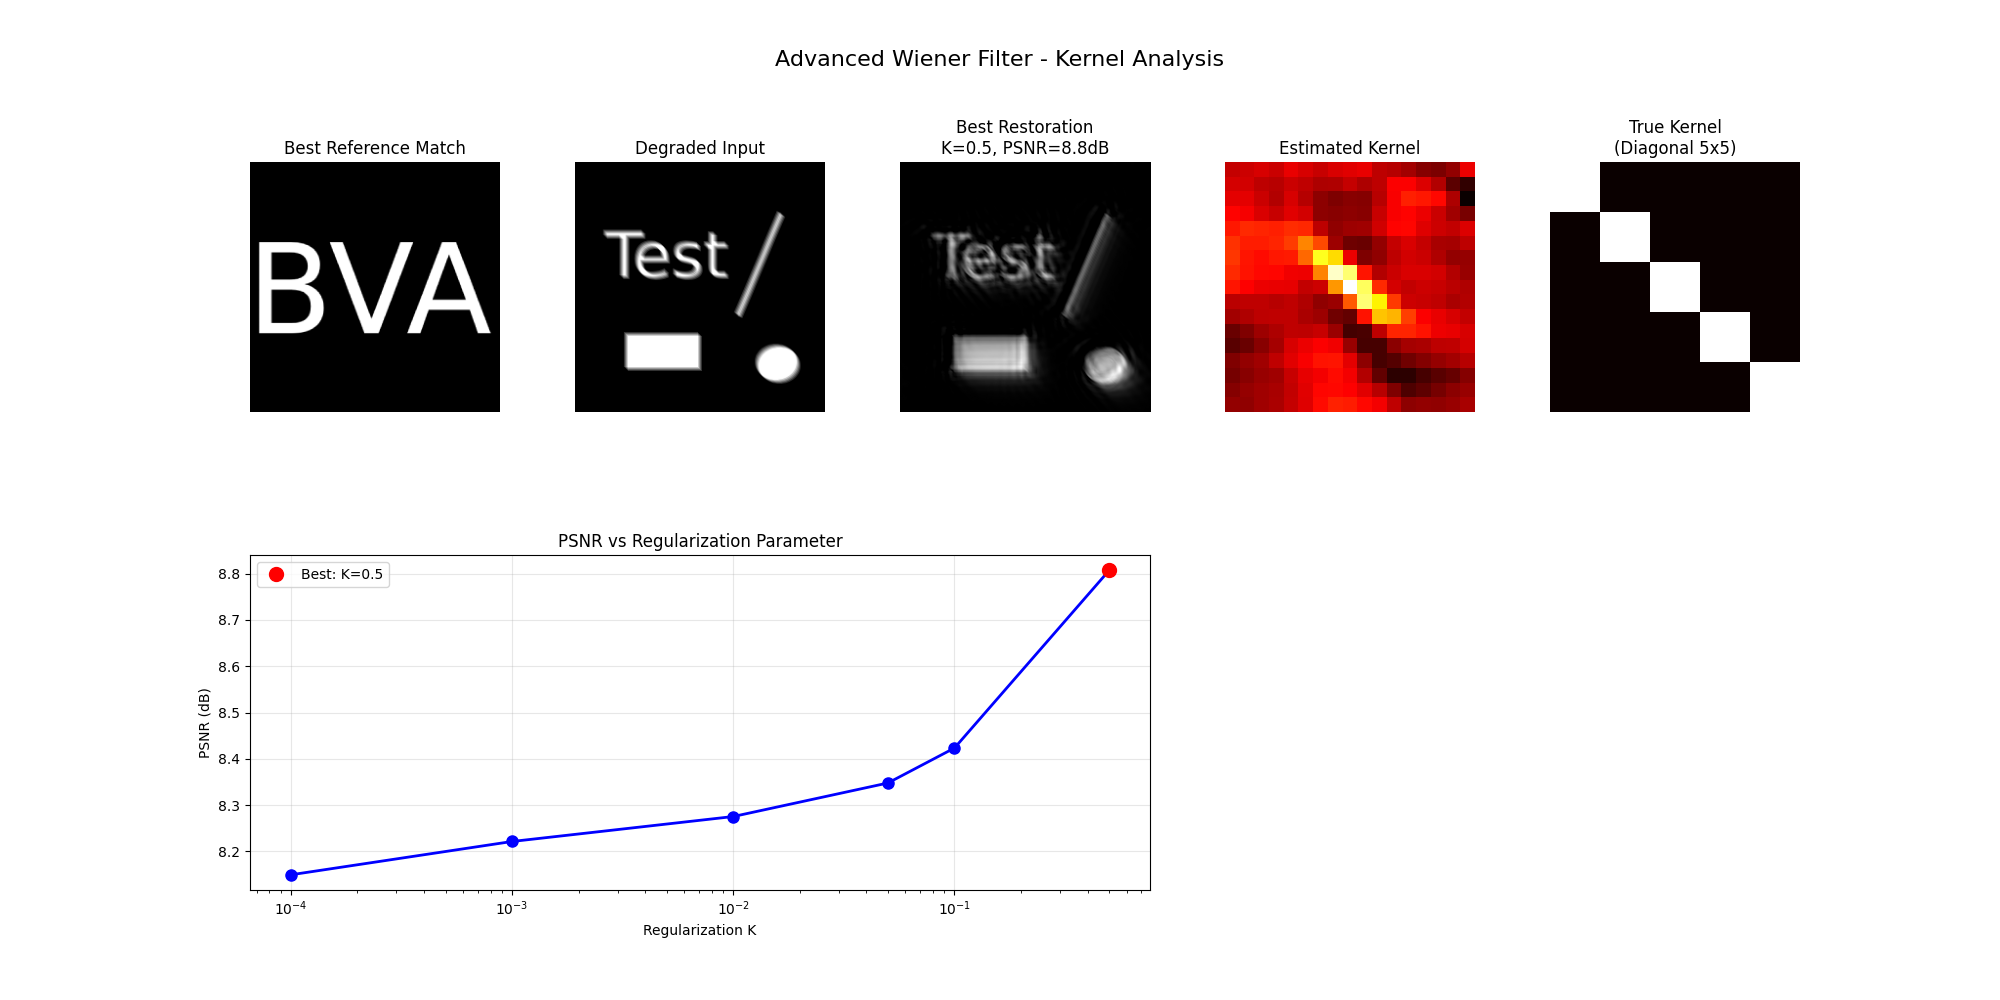 Advanced Wiener Filter - Kernel Analysis
Best Reference Match
Degraded Input
Best Restoration
K=0.5, PSNR=8.8dB
Estimated Kernel
True Kernel
(Diagonal 5x5)
BVA
Test
Test
PSNR vs Regularization Parameter
Best: K=0.5
PSNR (dB)
8.8
8.7
8.6
8.5
8.4
8.3
8.2
10⁻⁴ 10⁻³ 10⁻² 10⁻¹
Regularization K